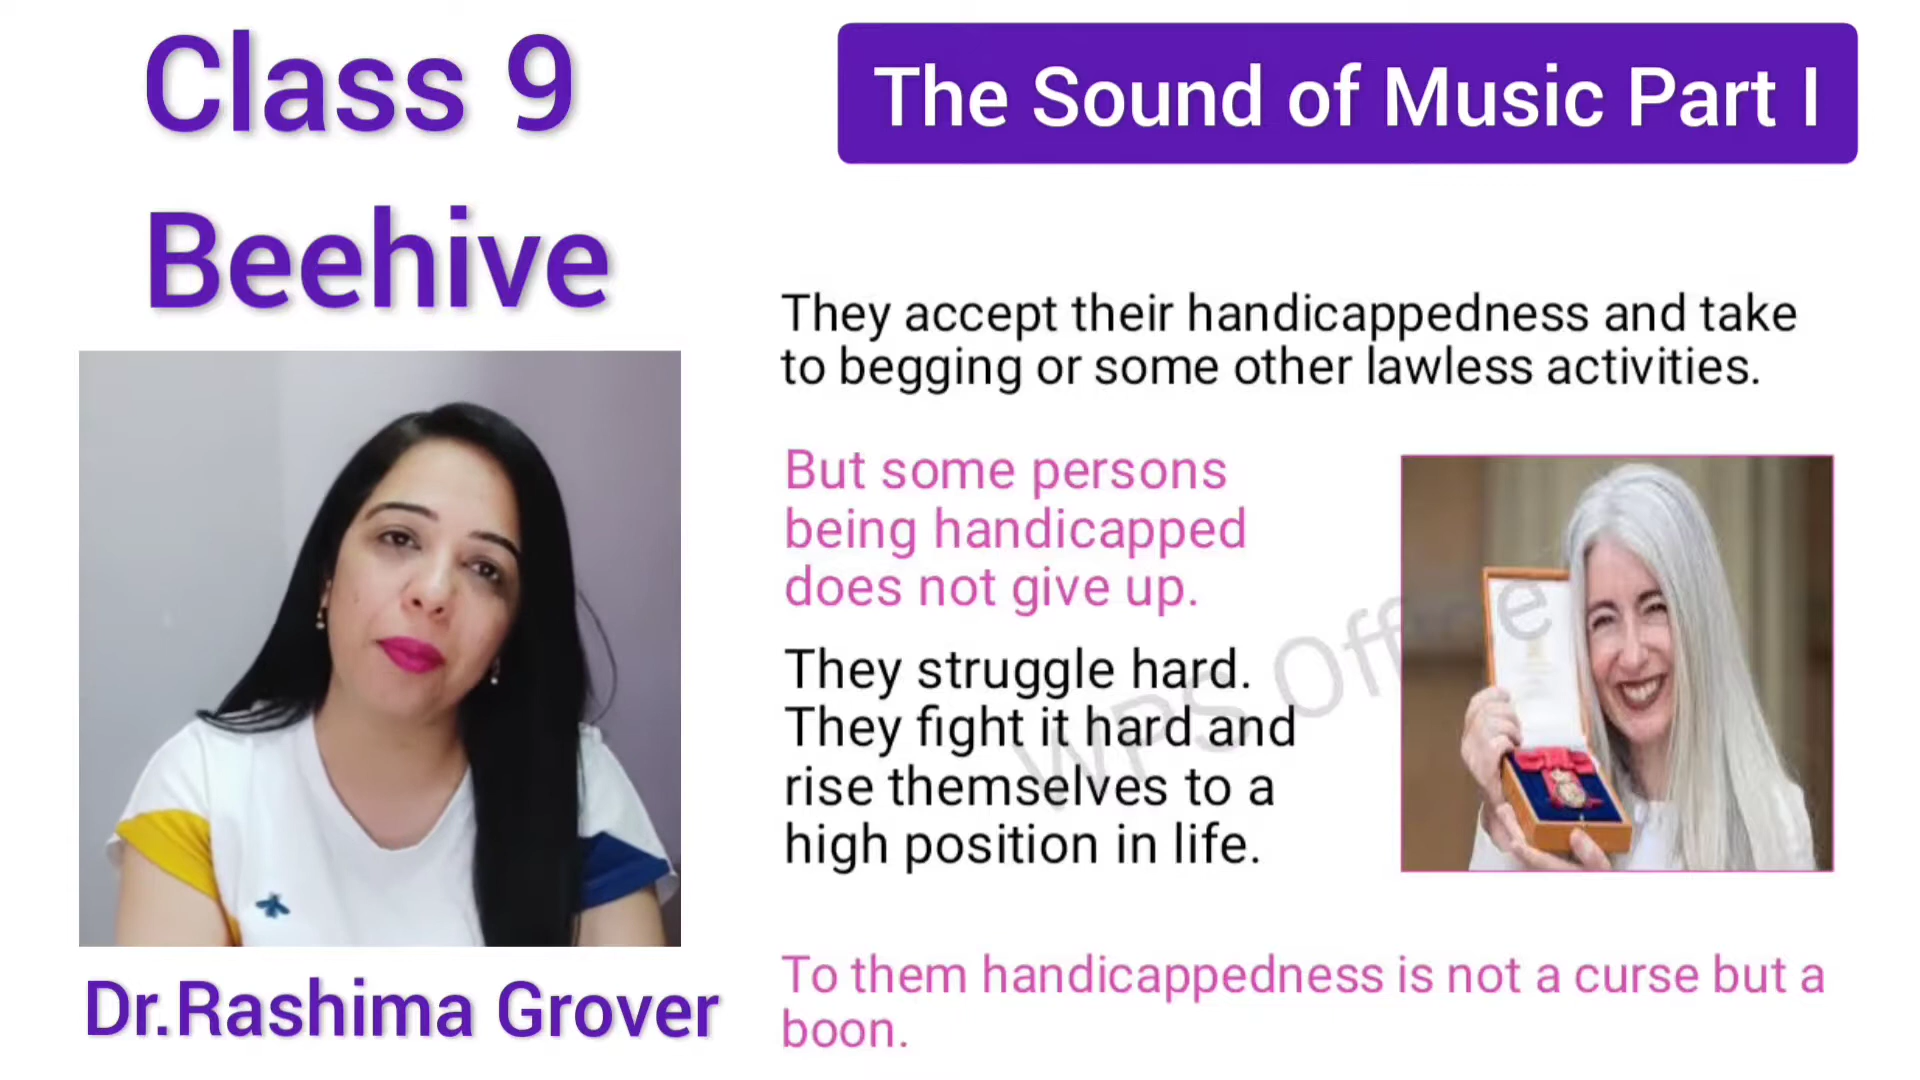 Class 9
Beehive
Dr.Rashima Grover
The Sound of Music Part I
They accept their handicappedness and take
to begging or some other lawless activities.
But some persons
being handicapped
does not give up.
They struggle hard.
They fight it hard and
rise themselves to a
high position in life.
To them handicappedness is not a curse but a
boon.
WPS Office